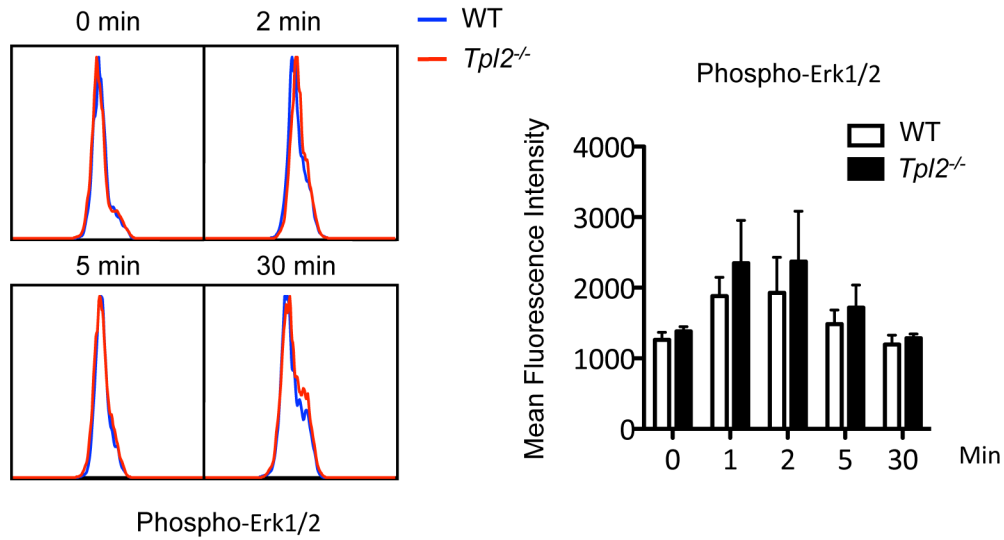 0 min
2 min
WT
Tpl2-/-
5 min
30 min
Phospho-Erk1/2
Phospho-Erk1/2
WT
Tpl2-/-
Mean Fluorescence Intensity
4000
3000
2000
1000
0
0 1 2 5 30 Min